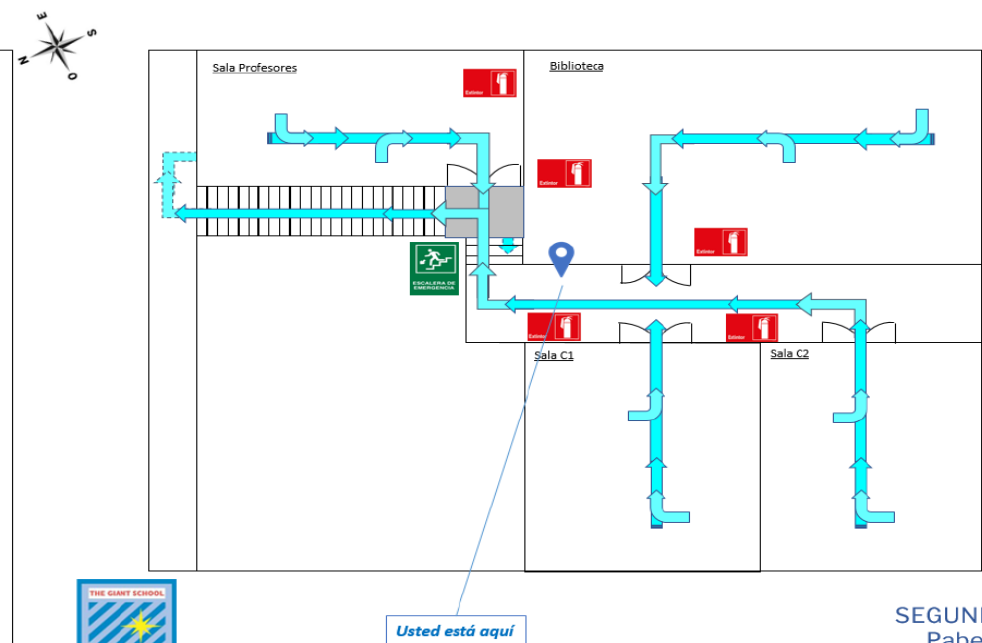 E
S
N
O
Sala Profesores
Biblioteca
Extintor
Extintor
Extintor
ESCALERA DE
EMERGENCIA
Extintor
Extintor
Sala C1
Sala C2
THE GIANT SCHOOL
Usted está aquí
SEGUN
Pabe